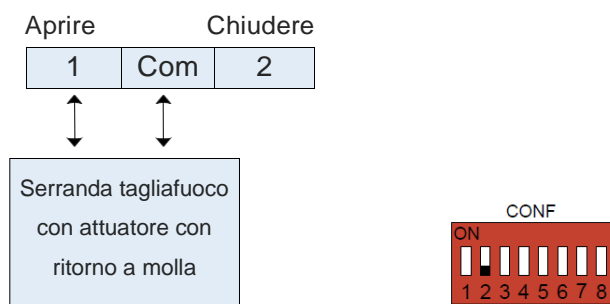 Aprire Chiudere
1 Com 2
Serranda tagliafuoco
con attuatore con
ritorno a molla
CONF
ON
1 2 3 4 5 6 7 8